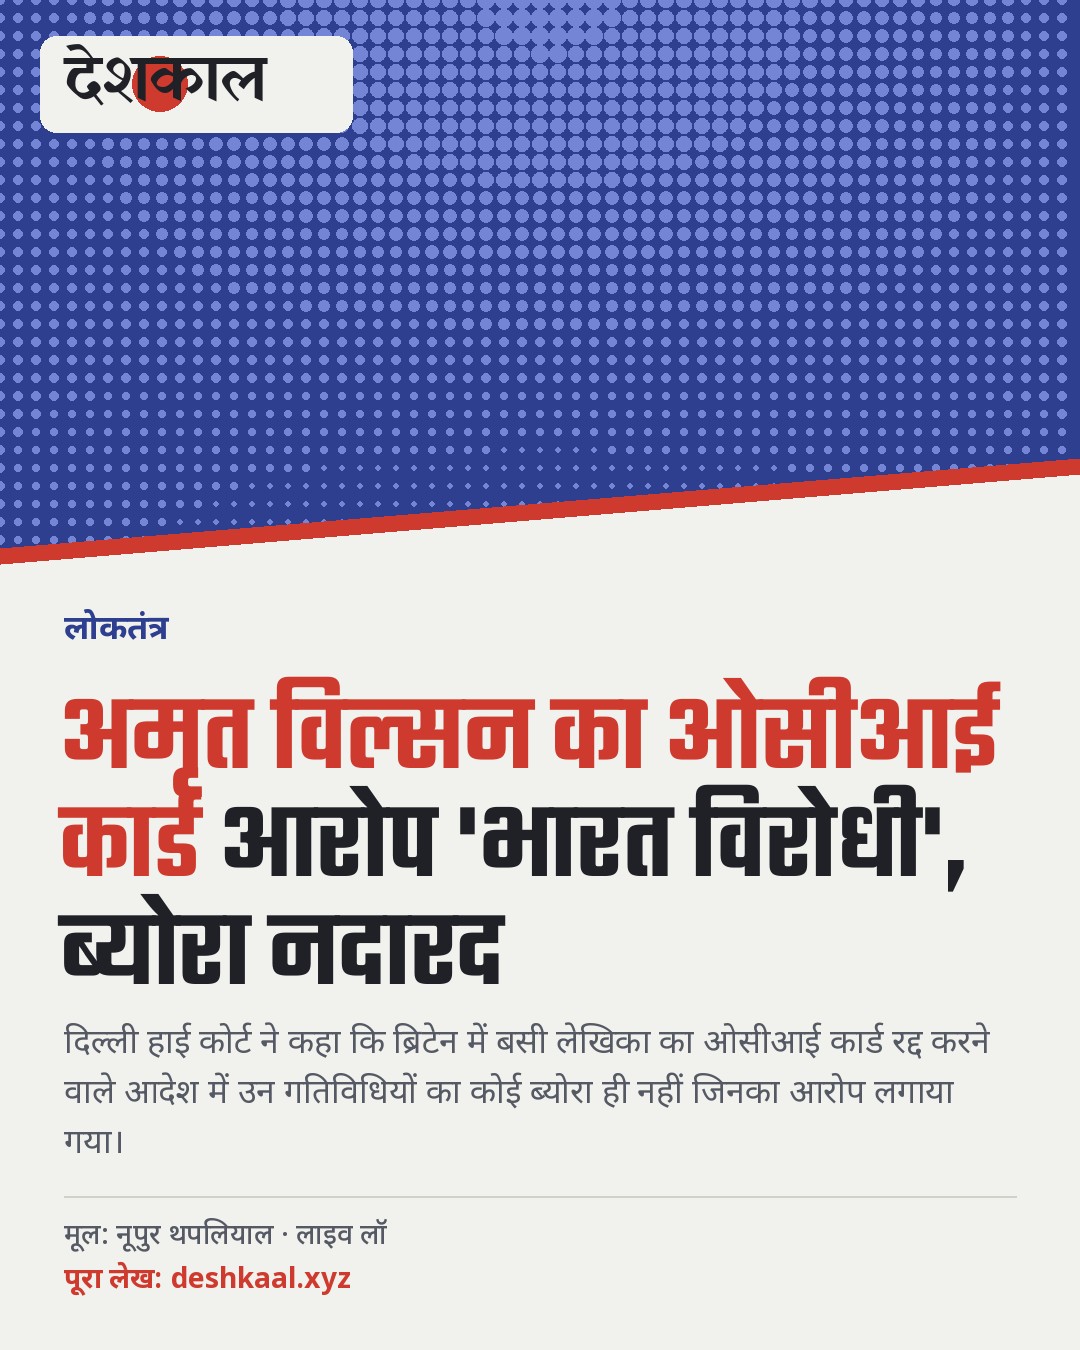 देशकाल
लोकतंत्र
अमृत विल्सन का ओसीआई
कार्ड आरोप 'भारत विरोधी',
ब्योरा नदारद
दिल्ली हाई कोर्ट ने कहा कि ब्रिटेन में बसी लेखिका का ओसीआई कार्ड रद्द करने
वाले आदेश में उन गतिविधियों का कोई ब्योरा ही नहीं जिनका आरोप लगाया
गया।
मूल: नूपुर थपलियाल · लाइव लॉ
पूरा लेख: deshkaal.xyz